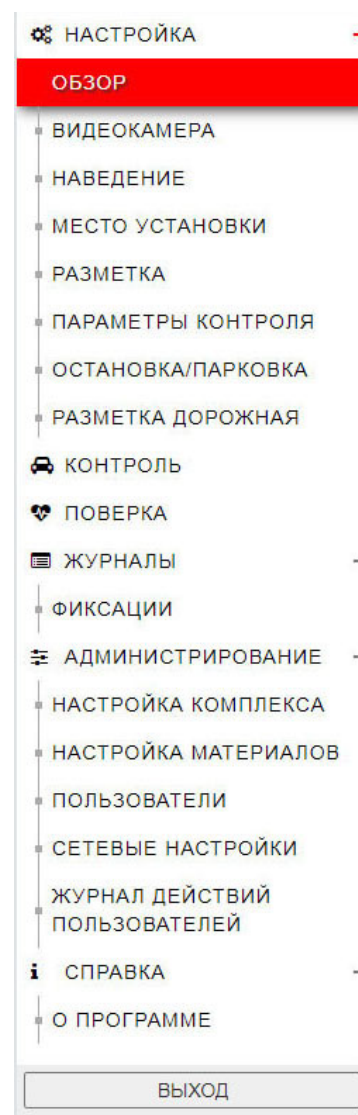 НАСТРОЙКА
ОБЗОР
ВИДЕОКАМЕРА
НАВЕДЕНИЕ
МЕСТО УСТАНОВКИ
РАЗМЕТКА
ПАРАМЕТРЫ КОНТРОЛЯ
ОСТАНОВКА/ПАРКОВКА
РАЗМЕТКА ДОРОЖНАЯ
КОНТРОЛЬ
ПОВЕРКА
ЖУРНАЛЫ
ФИКСАЦИИ
АДМИНИСТРИРОВАНИЕ
НАСТРОЙКА КОМПЛЕКСА
НАСТРОЙКА МАТЕРИАЛОВ
ПОЛЬЗОВАТЕЛИ
СЕТЕВЫЕ НАСТРОЙКИ
ЖУРНАЛ ДЕЙСТВИЙ
ПОЛЬЗОВАТЕЛЕЙ
СПРАВКА
О ПРОГРАММЕ
ВЫХОД